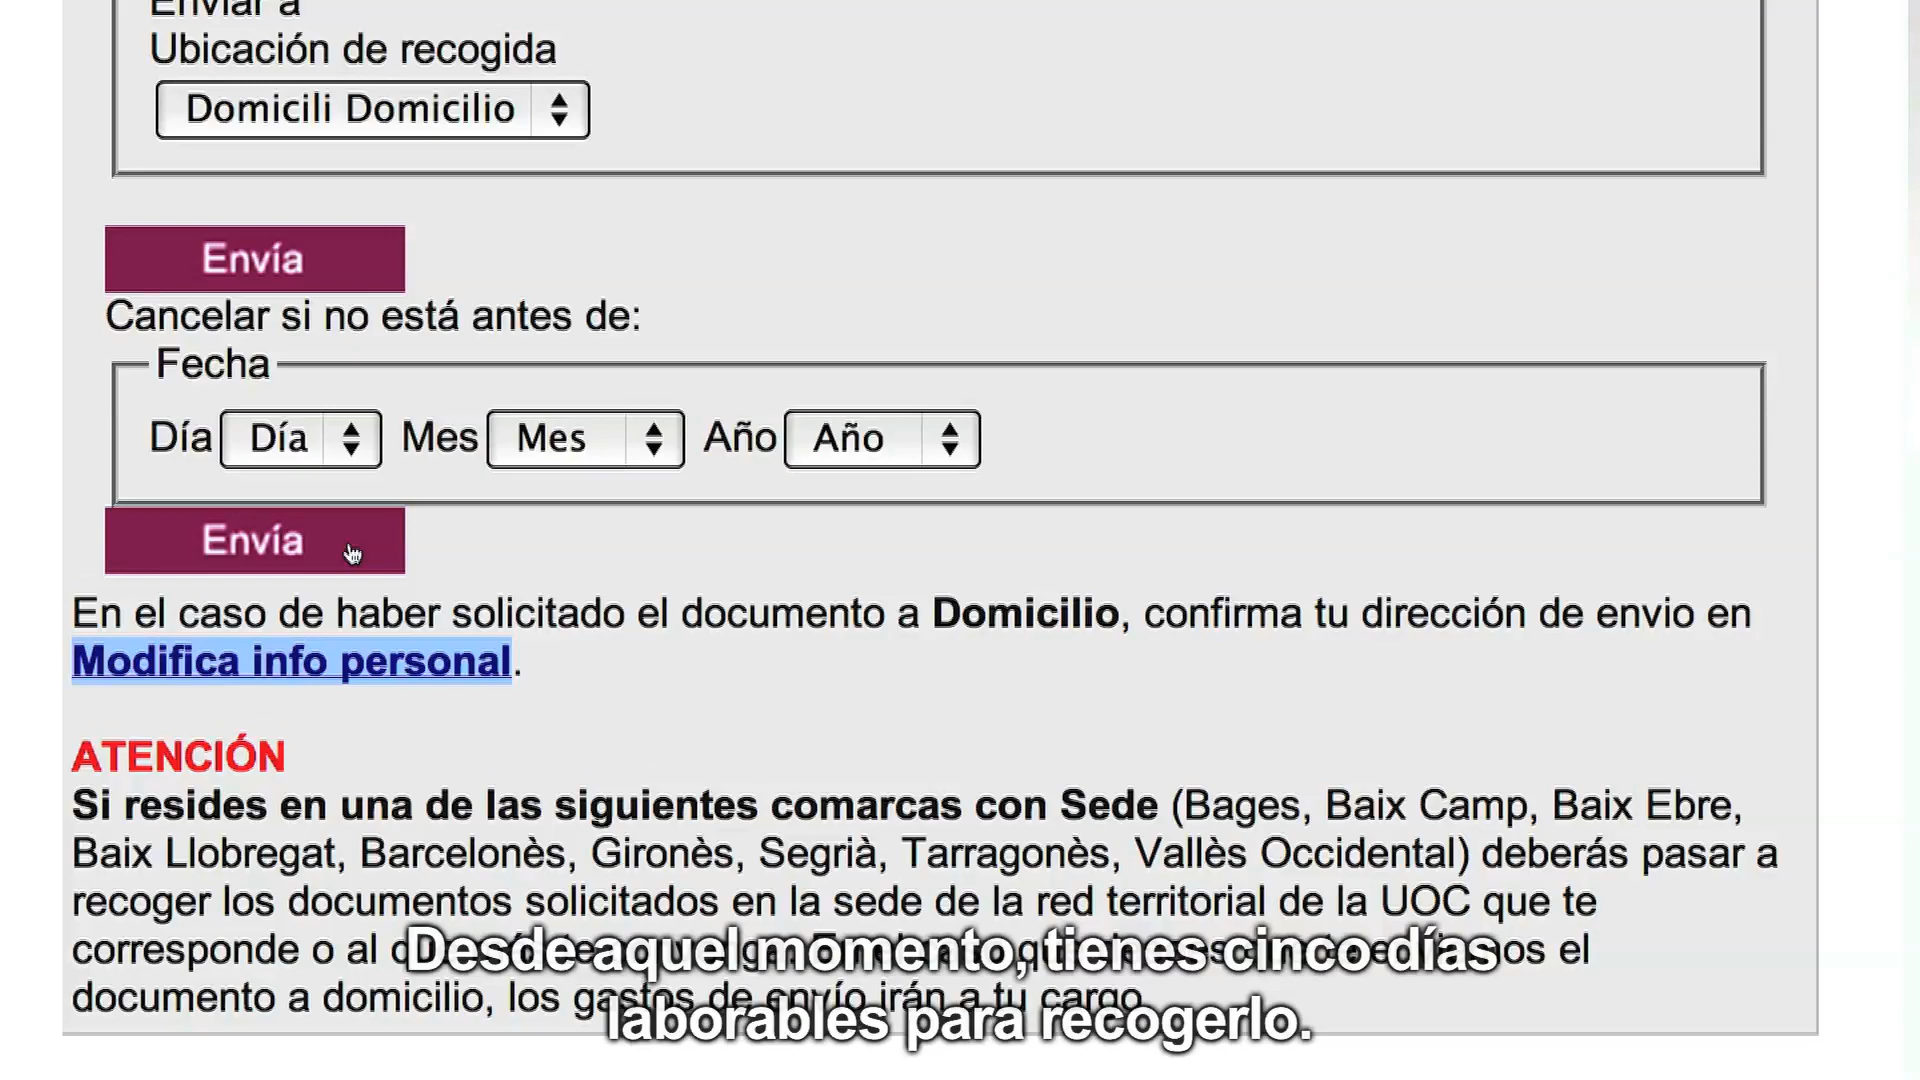 Enviar a
Ubicación de recogida
Domicili Domicilio
Envía
Cancelar si no está antes de:
Fecha
Día Día Mes Mes Año Año
Envía
En el caso de haber solicitado el documento a Domicilio, confirma tu dirección de envio en
Modifica info personal.
ATENCIÓN
Si resides en una de las siguientes comarcas con Sede (Bages, Baix Camp, Baix Ebre,
Baix Llobregat, Barcelonès, Gironès, Segrià, Tarragonès, Vallès Occidental) deberás pasar a
recoger los documentos solicitados en la sede de la red territorial de la UOC que te
corresponde o al
documento a domicilio, los gastos de envío irán a tu cargo.
Desde aquel momento, tienes cinco días
laborables para recogerlo.